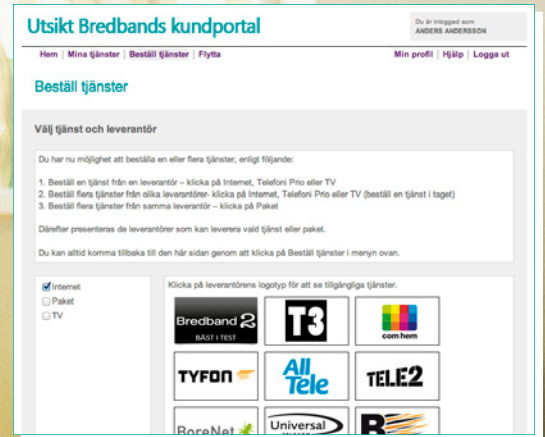 Utsikt Bredbands kundportal
Du är inloggad som
ANDERS ANDERSSON
Hem | Mina tjänster | Beställ tjänster | Flytta
Min profil | Hjälp | Logga ut
Beställ tjänster
Välj tjänst och leverantör
Du har nu möjlighet att beställa en eller flera tjänster, enligt följande:
1. Beställ en tjänst från en leverantör – klicka på Internet, Telefoni Prio eller TV
2. Beställ flera tjänster från olika leverantörer- klicka på Internet, Telefoni Prio eller TV (beställ en tjänst i taget)
3. Beställ flera tjänster från samma leverantör – klicka på Paket
Därefter presenteras de leverantörer som kan leverera vald tjänst eller paket.
Du kan alltid komma tillbaka till den här sidan genom att klicka på Beställ tjänster i menyn ovan.
Internet
Paket
TV
Klicka på leverantörens logotyp för att se tillgängliga tjänster.
Bredband 2
BÄST I TEST
T3
com hem
TYFON
All
Tele
TELE2
BoreNet
Universal
B